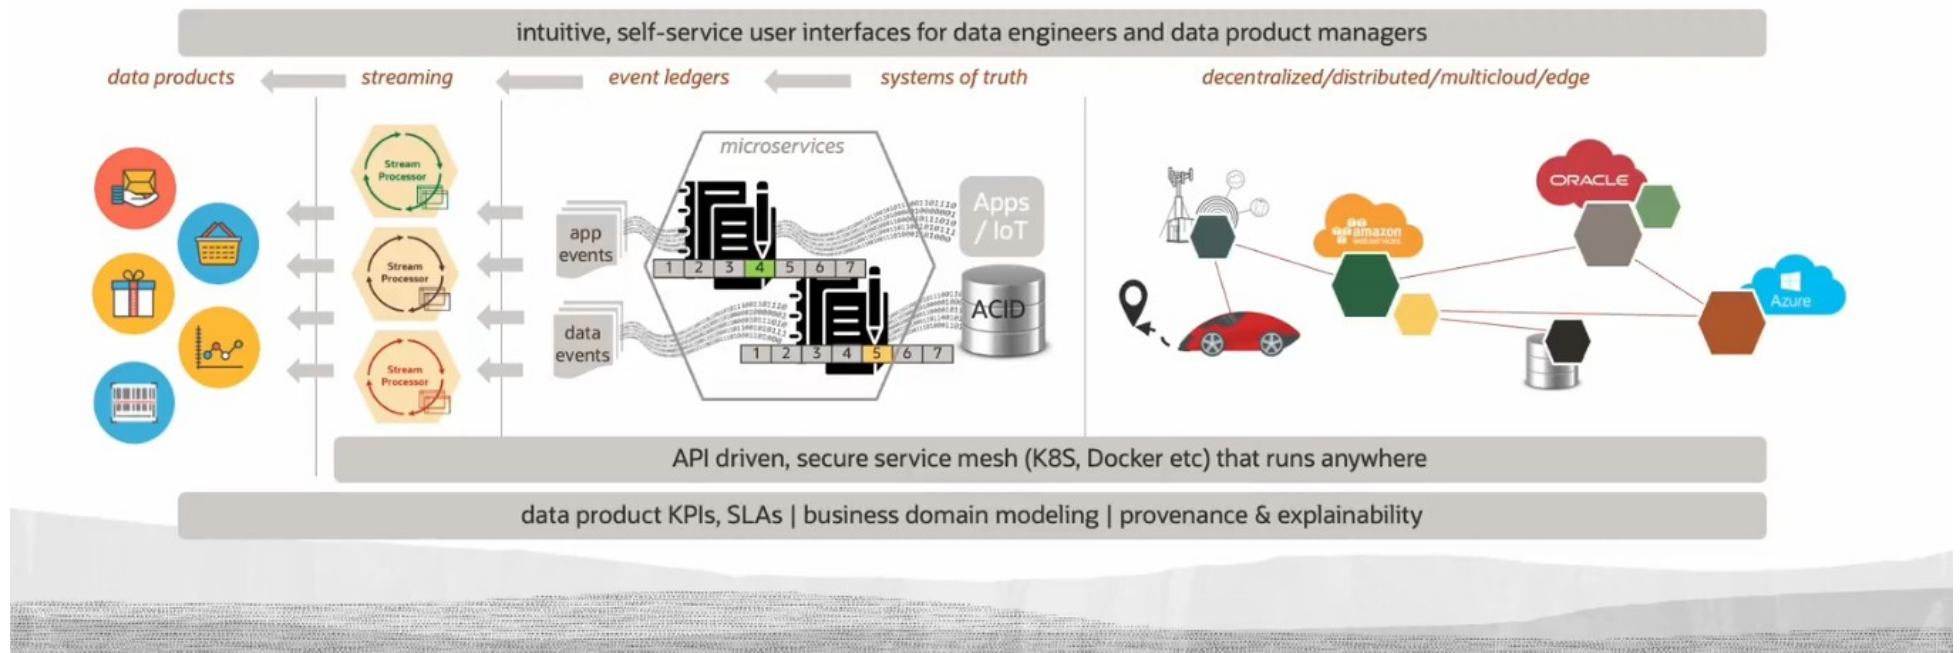 intuitive, self-service user interfaces for data engineers and data product managers
data products
streaming
event ledgers
systems of truth
decentralized/distributed/multicloud/edge
Stream
Processor
Stream
Processor
Stream
Processor
app
events
data
events
microservices
1 2 3 4 5 6 7
1 2 3 4 5 6 7
Apps
/ IoT
ACID
amazon
webservices
ORACLE
Azure
API driven, secure service mesh (K8S, Docker etc) that runs anywhere
data product KPIs, SLAs | business domain modeling | provenance & explainability